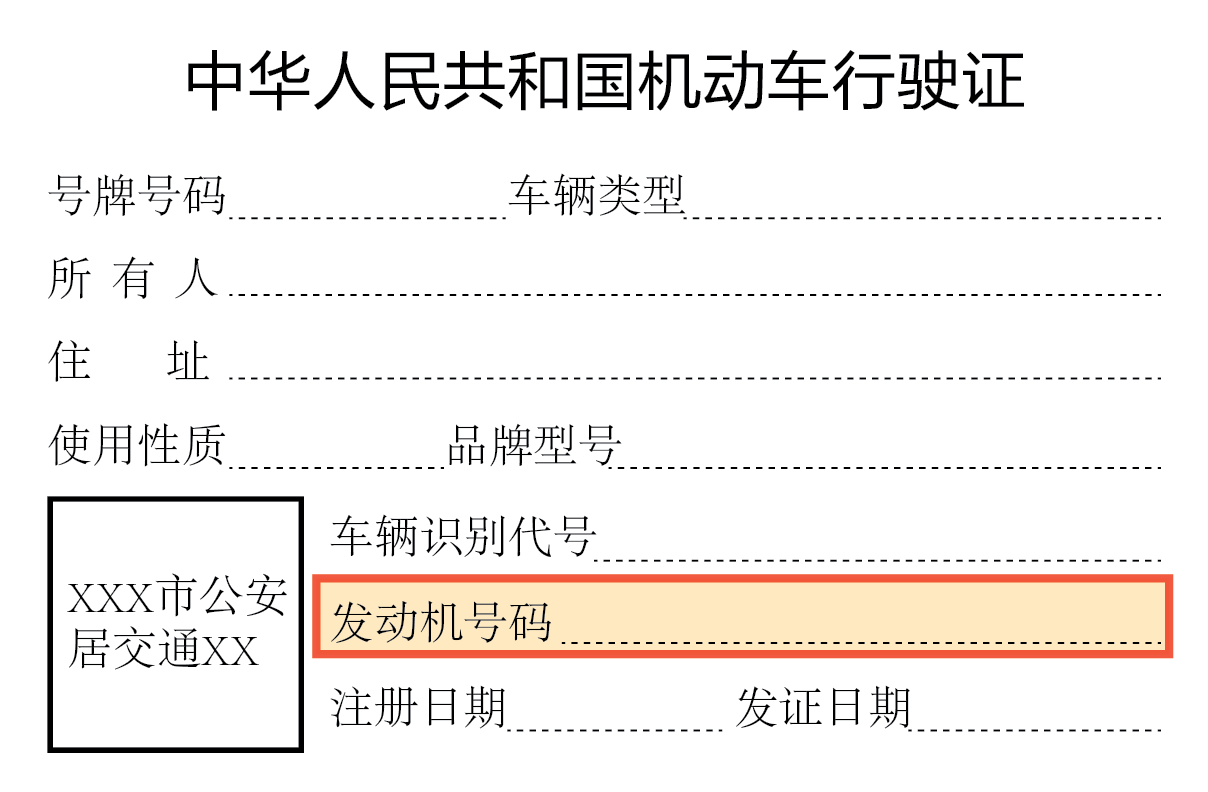 中华人民共和国机动车行驶证
号牌号码 车辆类型
所有人
住址
使用性质 品牌型号
车辆识别代号
XXX市公安
居交通XX
发动机号码
注册日期 发证日期